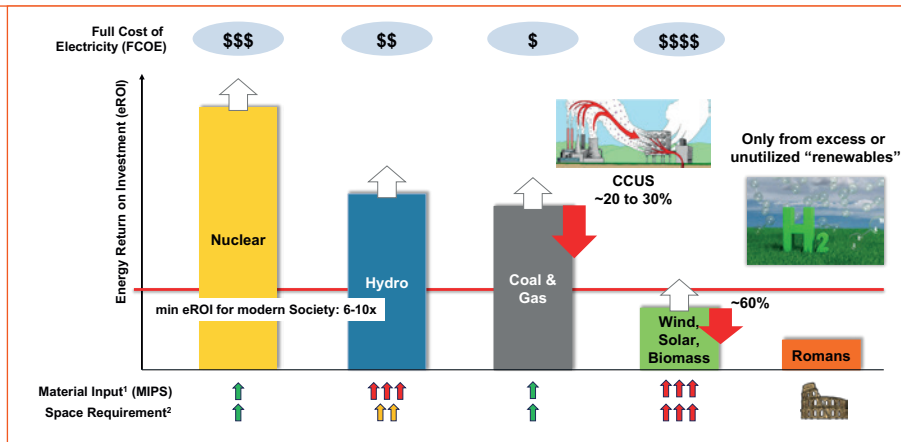 Full Cost of
Electricity (FCOE)
$$$
$$
$
$$$$
Energy Return on Investment (eROI)
CCUS
~20 to 30%
Only from excess or
unutilized “renewables”
H2
Nuclear
Hydro
Coal &
Gas
min eROI for modern Society: 6-10x
~60%
Wind,
Solar,
Biomass
Romans
Material Input¹ (MIPS)
Space Requirement²